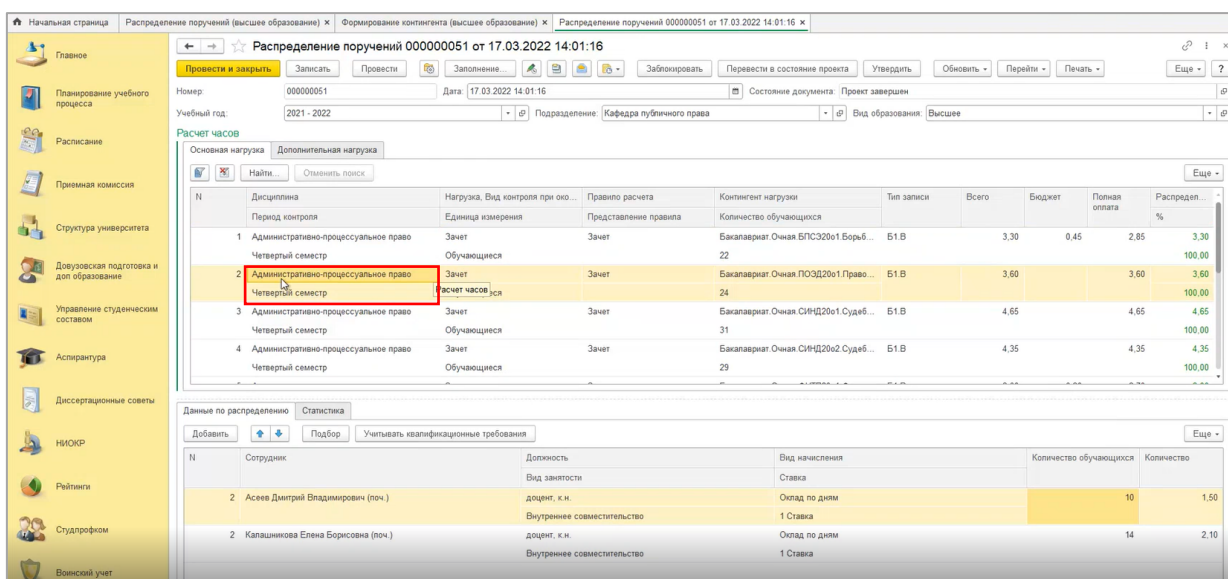 Начальная страница Распределение поручений (высшее образование) × Формирование контингента (высшее образование) × Распределение поручений 000000051 от 17.03.2022 14:01:16 ×
Главное
Планирование учебного процесса
Расписание
Приемная комиссия
Структура университета
Довузовская подготовка и доп образование
Управление студенческим составом
Аспирантура
Диссертационные советы
НИОКР
Рейтинги
Студпрофком
Воинский учет
Распределение поручений 000000051 от 17.03.2022 14:01:16
Провести и закрыть Записать Провести Заполнение... Заблокировать Перевести в состояние проекта Утвердить Обновить Перейти Печать Еще ?
Номер: 000000051 Дата: 17.03.2022 14:01:16 Состояние документа: Проект завершен
Учебный год: 2021 - 2022 Подразделение: Кафедра публичного права Вид образования: Высшее
Расчет часов
Основная нагрузка Дополнительная нагрузка
Найти... Отменить поиск Еще
N Дисциплина Нагрузка, Вид контроля при око... Правило расчета Контингент нагрузки Тип записи Всего Бюджет Полная оплата Распредел...
Период контроля Единица измерения Представление правила Количество обучающихся %
1 Административно-процессуальное право Зачет Зачет Бакалавриат.Очная.БПСЭ20о1.Борьб... Б1.В 3,30 0,45 2,85 3,30
Четвертый семестр Обучающиеся 22 100,00
2 Административно-процессуальное право Зачет Зачет Бакалавриат.Очная.ПОЭД20о1.Право... Б1.В 3,60 3,60 3,60
Четвертый семестр Расчет часов еся 24 100,00
3 Административно-процессуальное право Зачет Зачет Бакалавриат.Очная.СИНД20о1.Судеб... Б1.В 4,65 4,65 4,65
Четвертый семестр Обучающиеся 31 100,00
4 Административно-процессуальное право Зачет Зачет Бакалавриат.Очная.СИНД20о2.Судеб... Б1.В 4,35 4,35 4,35
Четвертый семестр Обучающиеся 29 100,00
Данные по распределению Статистика
Добавить Подбор Учитывать квалификационные требования Еще
N Сотрудник Должность Вид начисления Количество обучающихся Количество
Вид занятости Ставка
2 Асеев Дмитрий Владимирович (поч.) доцент, к.н. Оклад по дням 10 1,50
Внутреннее совместительство 1 Ставка
2 Калашникова Елена Борисовна (поч.) доцент, к.н. Оклад по дням 14 2,10
Внутреннее совместительство 1 Ставка